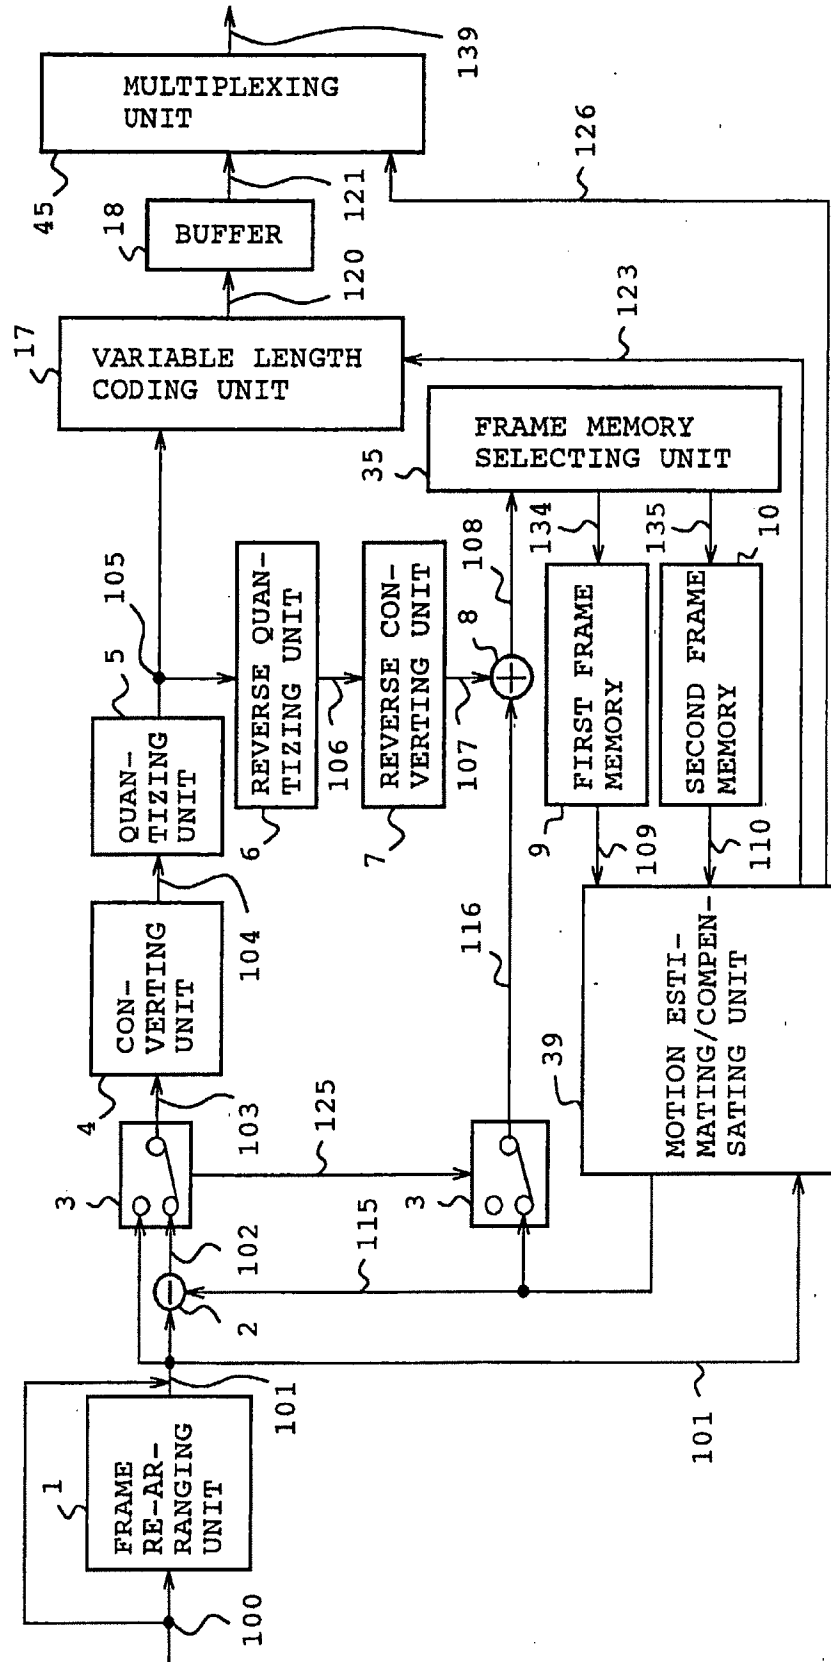 100
1
FRAME
RE-AR-
RANGING
UNIT
101
2
102
3
103
4
CON-
VERTING
UNIT
104
5
QUAN-
TIZING
UNIT
105
17
VARIABLE LENGTH
CODING UNIT
120
18
BUFFER
121
45
MULTIPLEXING
UNIT
139
6
REVERSE QUAN-
TIZING UNIT
106
7
REVERSE CON-
VERTING UNIT
107
8
108
35
FRAME MEMORY
SELECTING UNIT
123
126
125
115
3
116
134
135
9
FIRST FRAME
MEMORY
10
SECOND FRAME
MEMORY
109
110
39
MOTION ESTI-
MATING/COMPEN-
SATING UNIT
101